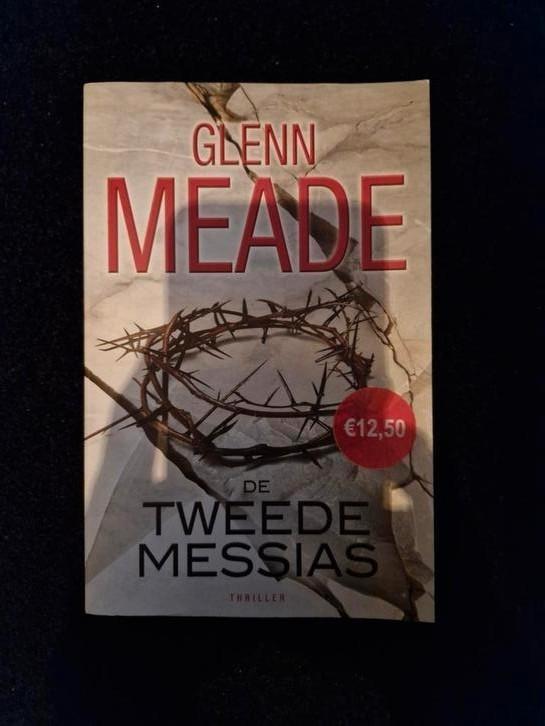 GLENN
MEADE
€12,50
DE
TWEEDE
MESSIAS
THRILLER